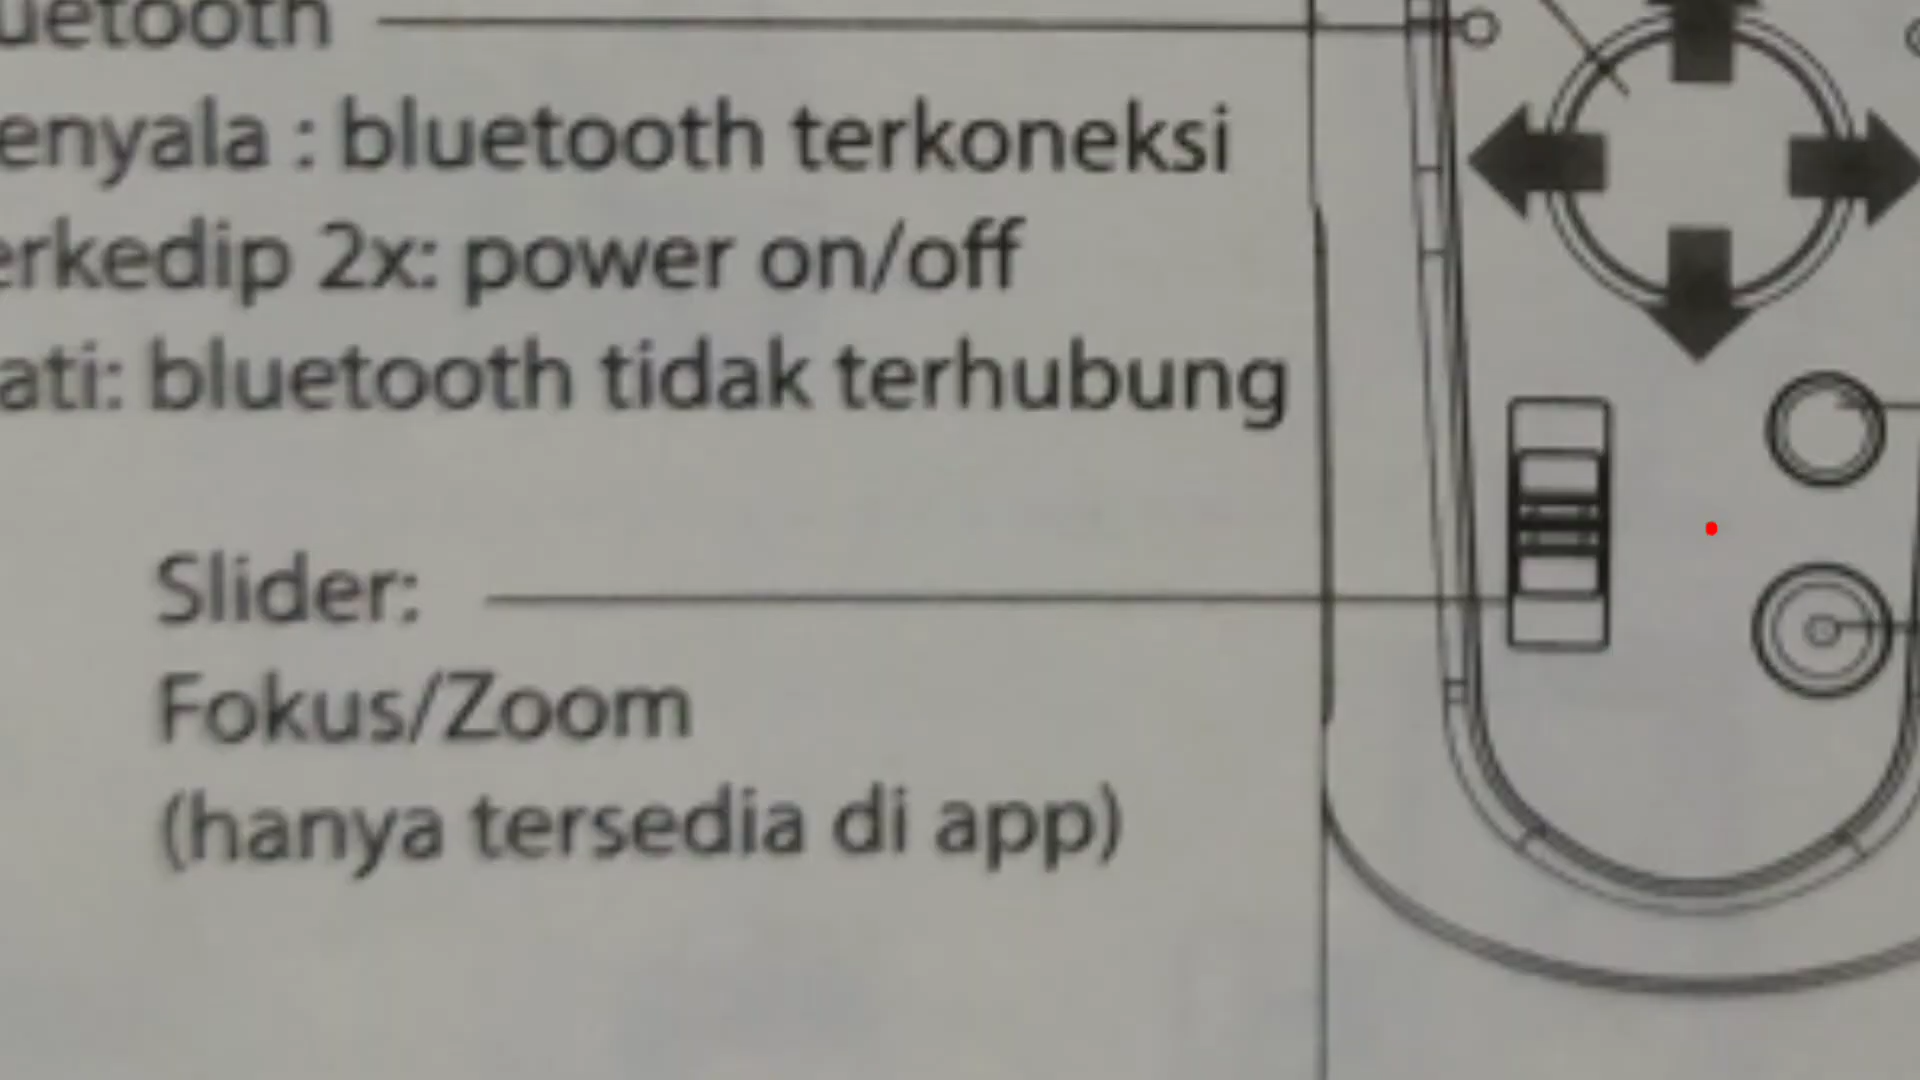 uetooth
enyala : bluetooth terkoneksi
erkedip 2x: power on/off
ati: bluetooth tidak terhubung
Slider:
Fokus/Zoom
(hanya tersedia di app)